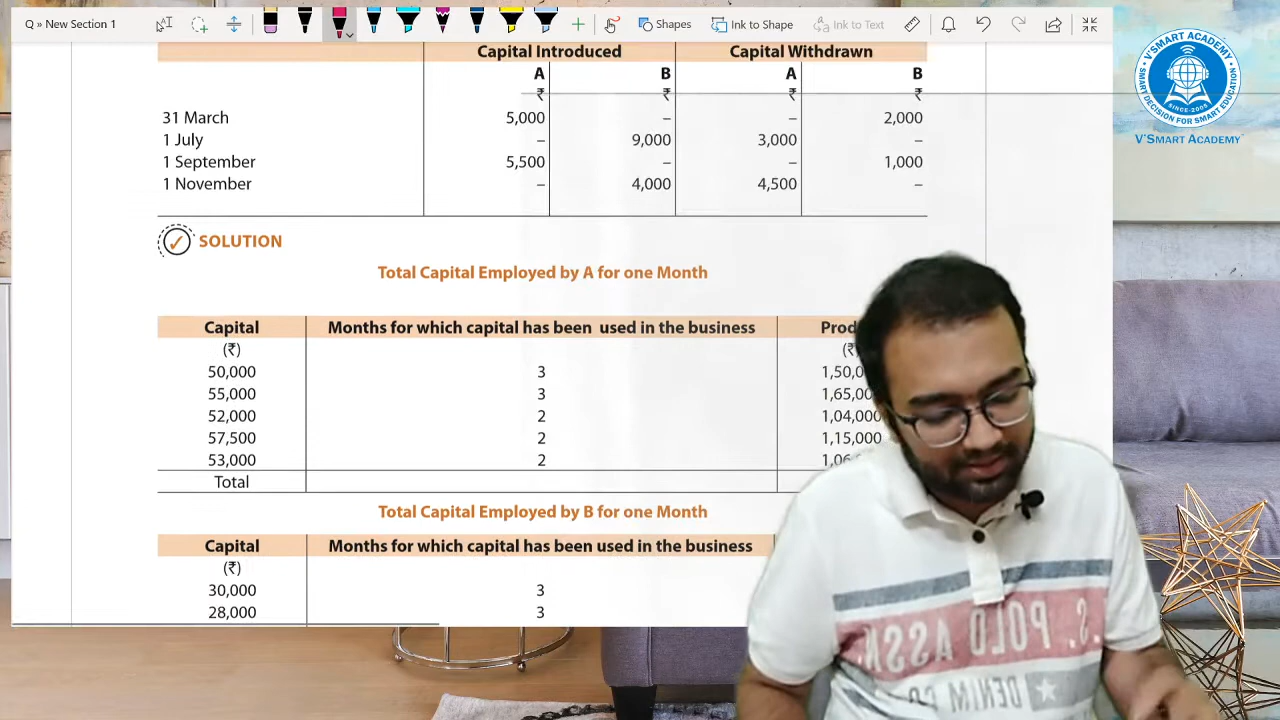 Q » New Section 1
Shapes
Ink to Shape
Ink to Text
V'SMART ACADEMY
SMART DECISION FOR SMART EDUCATION
SINCE-2005
V'SMART ACADEMY
Capital Introduced Capital Withdrawn
A B A B
₹ ₹ ₹ ₹
31 March 5,000 – – 2,000
1 July – 9,000 3,000 –
1 September 5,500 – – 1,000
1 November – 4,000 4,500 –
SOLUTION
Total Capital Employed by A for one Month
Capital Months for which capital has been used in the business
(₹)
50,000 3
55,000 3
52,000 2 1,04,000
57,500 2 1,15,000
53,000 2
Total
Total Capital Employed by B for one Month
Capital Months for which capital has been used in the business
(₹)
30,000 3
28,000 3
U.S. POLO ASSN.
DENIM CO